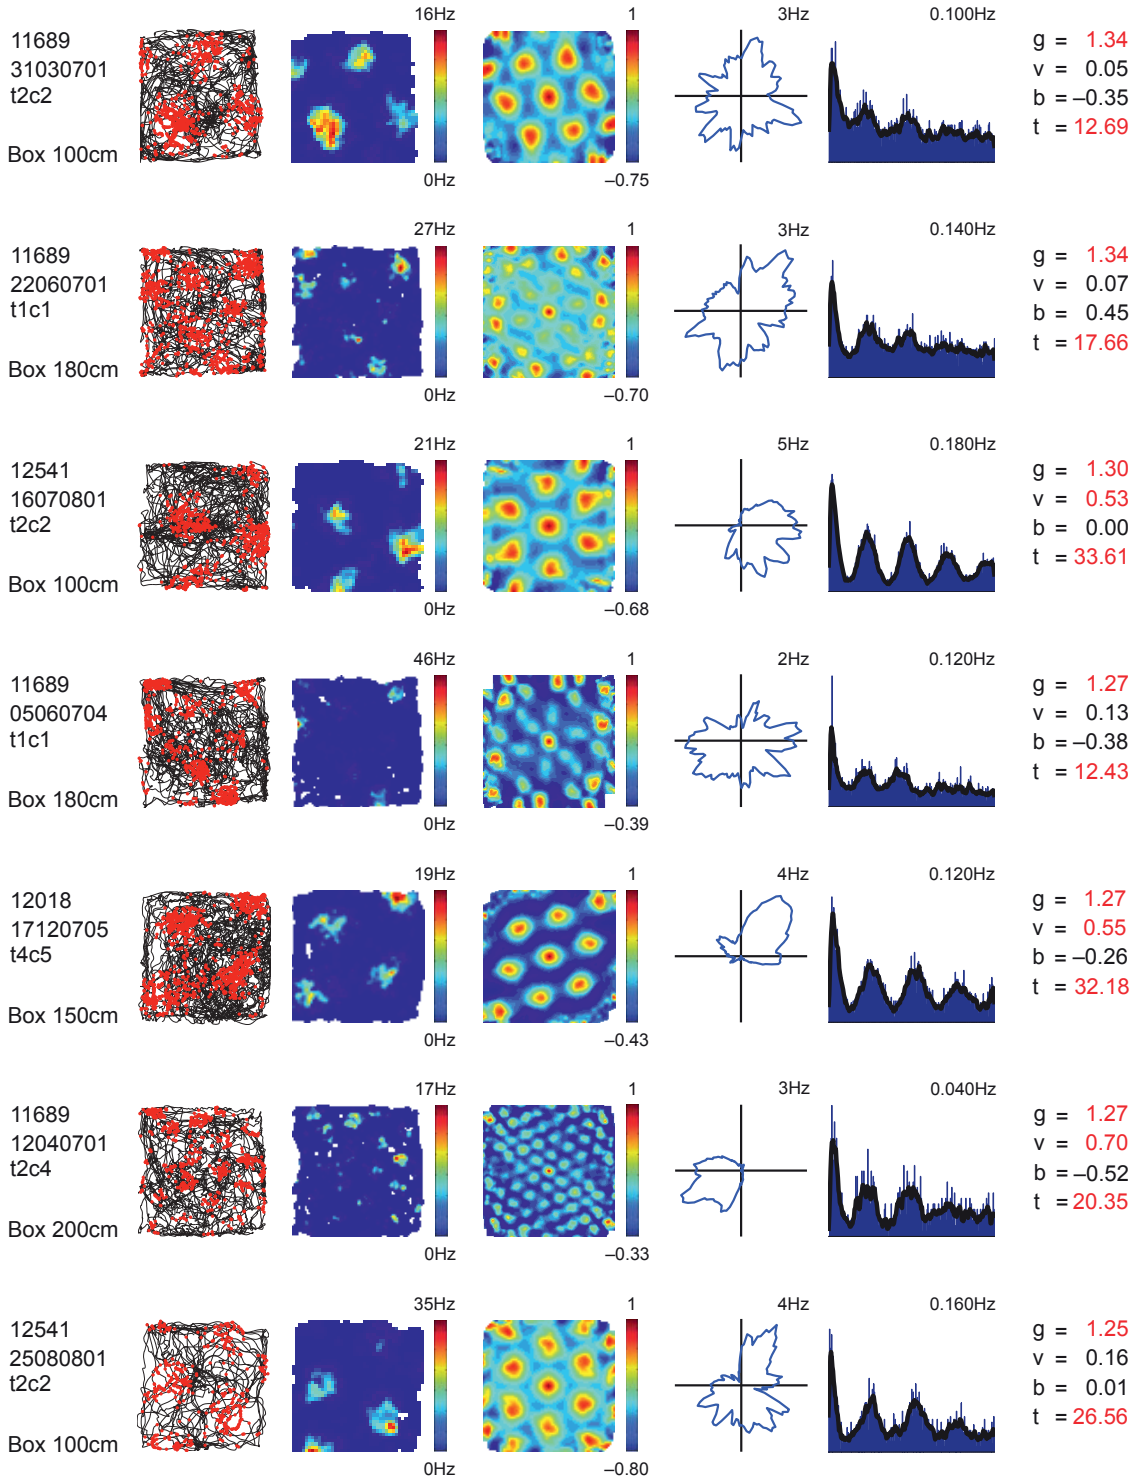 16Hz 1 3Hz 0.100Hz
11689 g = 1.34
31030701 v = 0.05
t2c2 b = –0.35
t = 12.69
Box 100cm
0Hz –0.75
27Hz 1 3Hz 0.140Hz
11689 g = 1.34
22060701 v = 0.07
t1c1 b = 0.45
t = 17.66
Box 180cm
0Hz –0.70
21Hz 1 5Hz 0.180Hz
12541 g = 1.30
16070801 v = 0.53
t2c2 b = 0.00
t = 33.61
Box 100cm
0Hz –0.68
46Hz 1 2Hz 0.120Hz
11689 g = 1.27
05060704 v = 0.13
t1c1 b = –0.38
t = 12.43
Box 180cm
0Hz –0.39
19Hz 1 4Hz 0.120Hz
12018 g = 1.27
17120705 v = 0.55
t4c5 b = –0.26
t = 32.18
Box 150cm
0Hz –0.43
17Hz 1 3Hz 0.040Hz
11689 g = 1.27
12040701 v = 0.70
t2c4 b = –0.52
t = 20.35
Box 200cm
0Hz –0.33
35Hz 1 4Hz 0.160Hz
12541 g = 1.25
25080801 v = 0.16
t2c2 b = 0.01
t = 26.56
Box 100cm
0Hz –0.80